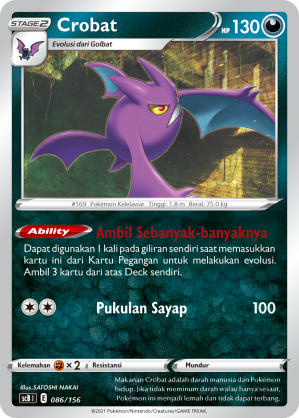 STAGE2 Crobat HP 130
Evolusi dari Golbat
#169 Pokémon Kelelawar Tinggi: 1.8 m Berat: 75.0 kg
Ability Ambil Sebanyak-banyaknya
Dapat digunakan 1 kali pada giliran sendiri saat memasukkan
kartu ini dari Kartu Pegangan untuk melakukan evolusi.
Ambil 3 kartu dari atas Deck sendiri.
Pukulan Sayap 100
Kelemahan ×2 Resistansi Mundur
Illus. SATOSHI NAKAI
086/156
Makanan Crobat adalah darah manusia dan hewan
Pokémon. Jika tidak meminum darah walau hanya sesaat,
Pokémon ini menjadi lemah dan tidak dapat terbang.
©2021 Pokémon/Nintendo/Creatures/GAME FREAK